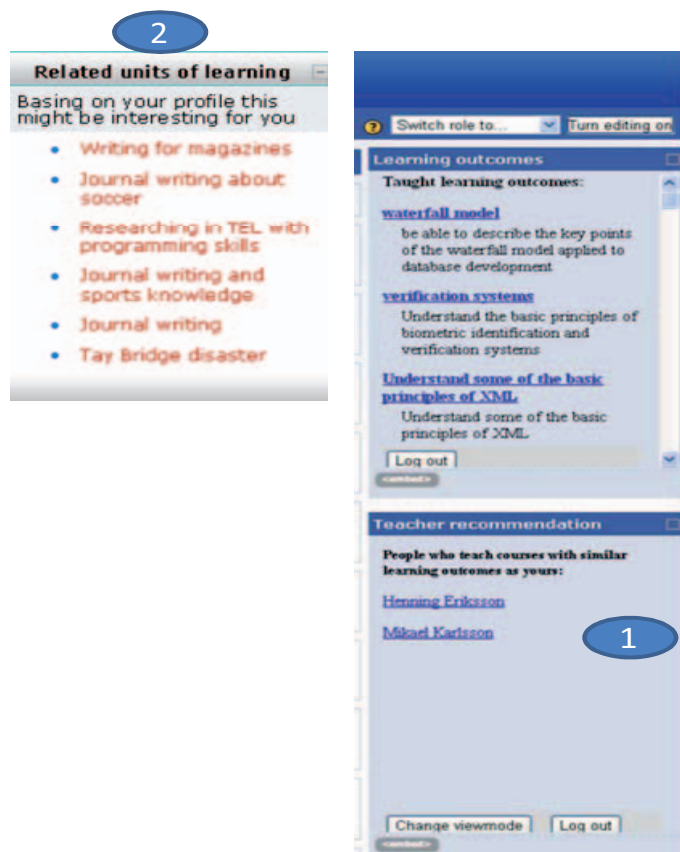 2
Related units of learning
Basing on your profile this
might be interesting for you
Writing for magazines
Journal writing about
soccer
Researching in TEL with
programming skills
Journal writing and
sports knowledge
Journal writing
Tay Bridge disaster
Switch role to...
Turn editing on
Learning outcomes
Taught learning outcomes:
waterfall model
be able to describe the key points
of the waterfall model applied to
database development
verification systems
Understand the basic principles of
biometric identification and
verification systems
Understand some of the basic
principles of XML
Understand some of the basic
principles of XML
Log out
<embed>
Teacher recommendation
People who teach courses with similar
learning outcomes as yours:
Henning Eriksson
Mikael Karlsson
1
Change viewmode
Log out
<embed>